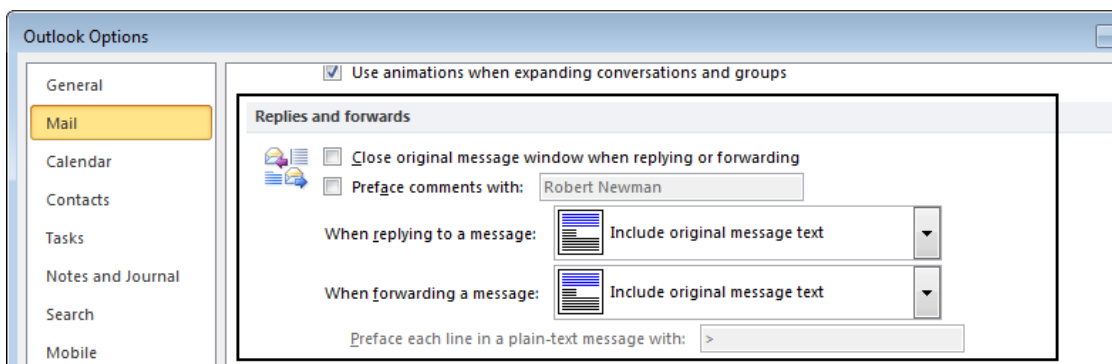 Outlook Options
General
Mail
Calendar
Contacts
Tasks
Notes and Journal
Search
Mobile
Use animations when expanding conversations and groups
Replies and forwards
Close original message window when replying or forwarding
Preface comments with: Robert Newman
When replying to a message: Include original message text
When forwarding a message: Include original message text
Preface each line in a plain-text message with: >